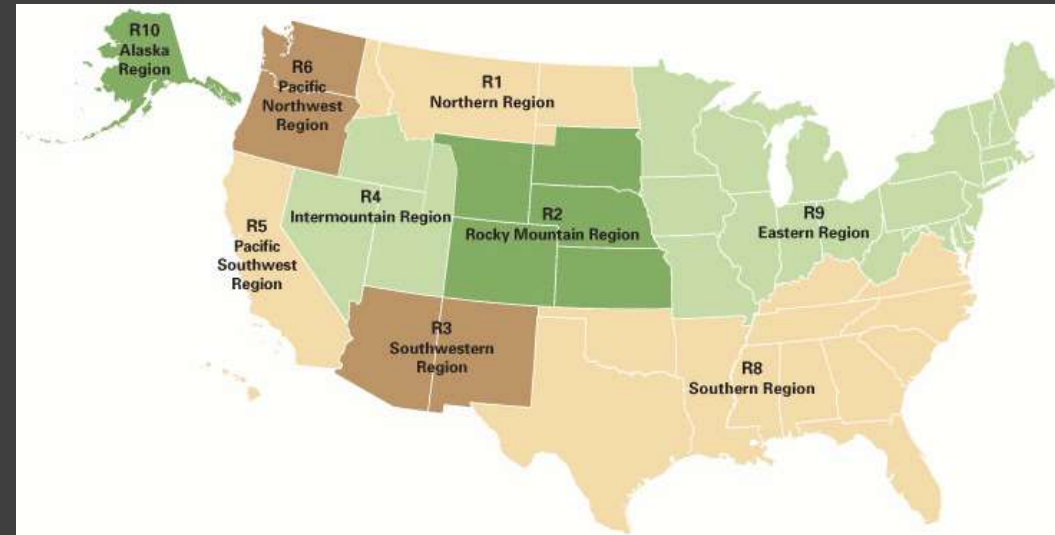 R10
Alaska
Region
R6
Pacific
Northwest
Region
R1
Northern Region
R4
Intermountain Region
R2
Rocky Mountain Region
R9
Eastern Region
R5
Pacific
Southwest
Region
R3
Southwestern
Region
R8
Southern Region